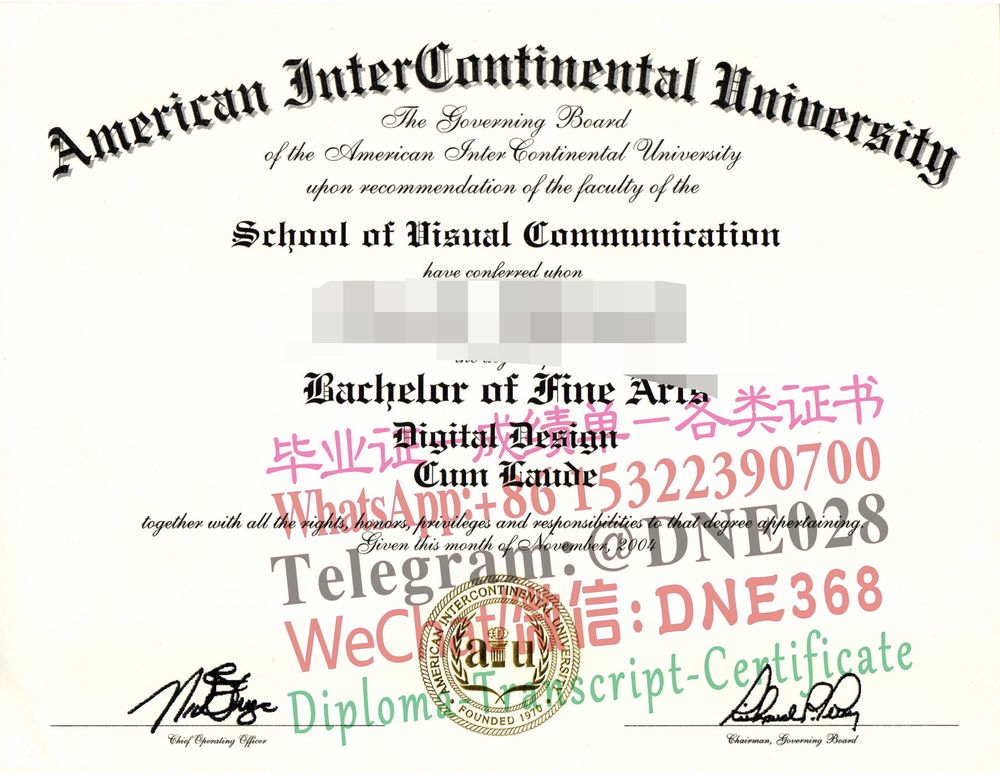 American InterContinental University
The Governing Board
of the American InterContinental University
upon recommendation of the faculty of the
School of Visual Communication
have conferred upon
Bachelor of Fine Arts
毕业证－成绩单－各类证书
Digital Design
Cum Laude
WhatsApp:+86 15322390700
together with all the rights, honors, privileges and responsibilities to that degree appertaining.
Given this month of November, 2004
Telegram:@DNE028
WeChat/微信:DNE368
Diploma-Transcript-Certificate
AMERICAN INTERCONTINENTAL UNIVERSITY
aiu
FOUNDED 1970
Chief Operating Officer
Chairman, Governing Board